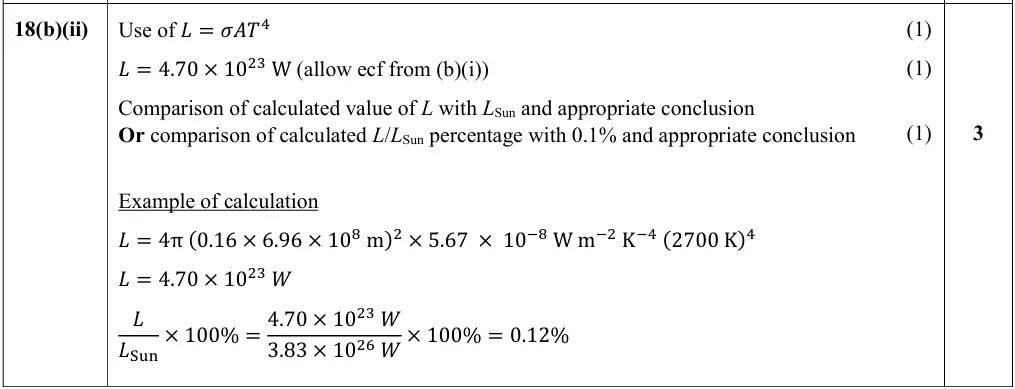 18(b)(ii) Use of 𝐿 = 𝜎𝐴𝑇⁴ (1)
𝐿 = 4.70 × 10²³ W (allow ecf from (b)(i)) (1)
Comparison of calculated value of L with L_Sun and appropriate conclusion
Or comparison of calculated L/L_Sun percentage with 0.1% and appropriate conclusion (1) 3
Example of calculation
𝐿 = 4π (0.16 × 6.96 × 10⁸ m)² × 5.67 × 10⁻⁸ W m⁻² K⁻⁴ (2700 K)⁴
𝐿 = 4.70 × 10²³ 𝑊
𝐿/𝐿_Sun × 100% = 4.70 × 10²³ 𝑊/3.83 × 10²⁶ 𝑊 × 100% = 0.12%